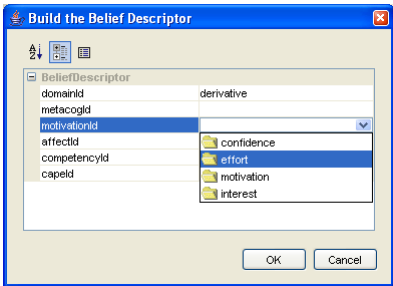 Build the Belief Descriptor
BeliefDescriptor
domainId derivative
metacogId
motivationId
affectId confidence
competencyId effort
capeId motivation
interest
OK Cancel